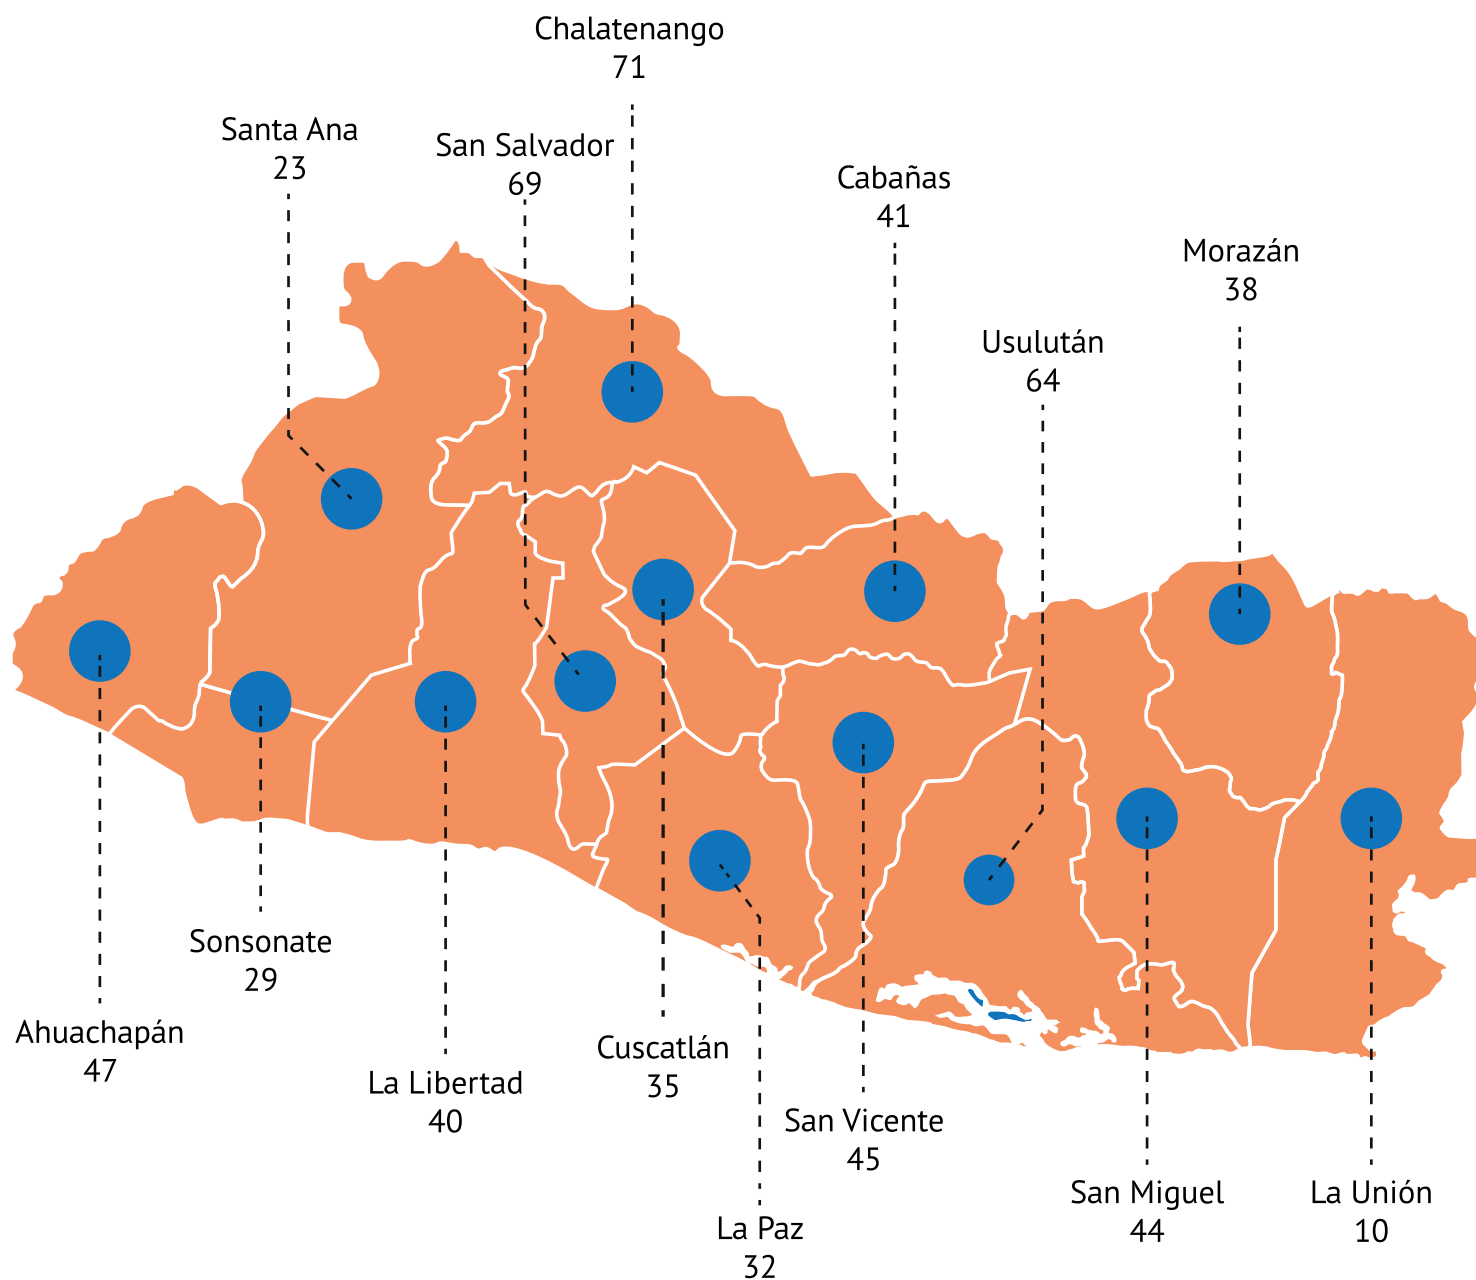 Chalatenango
71
Santa Ana
23
San Salvador
69
Cabañas
41
Morazán
38
Usulután
64
Sonsonate
29
Ahuachapán
47
La Libertad
40
Cuscatlán
35
San Vicente
45
La Paz
32
San Miguel
44
La Unión
10